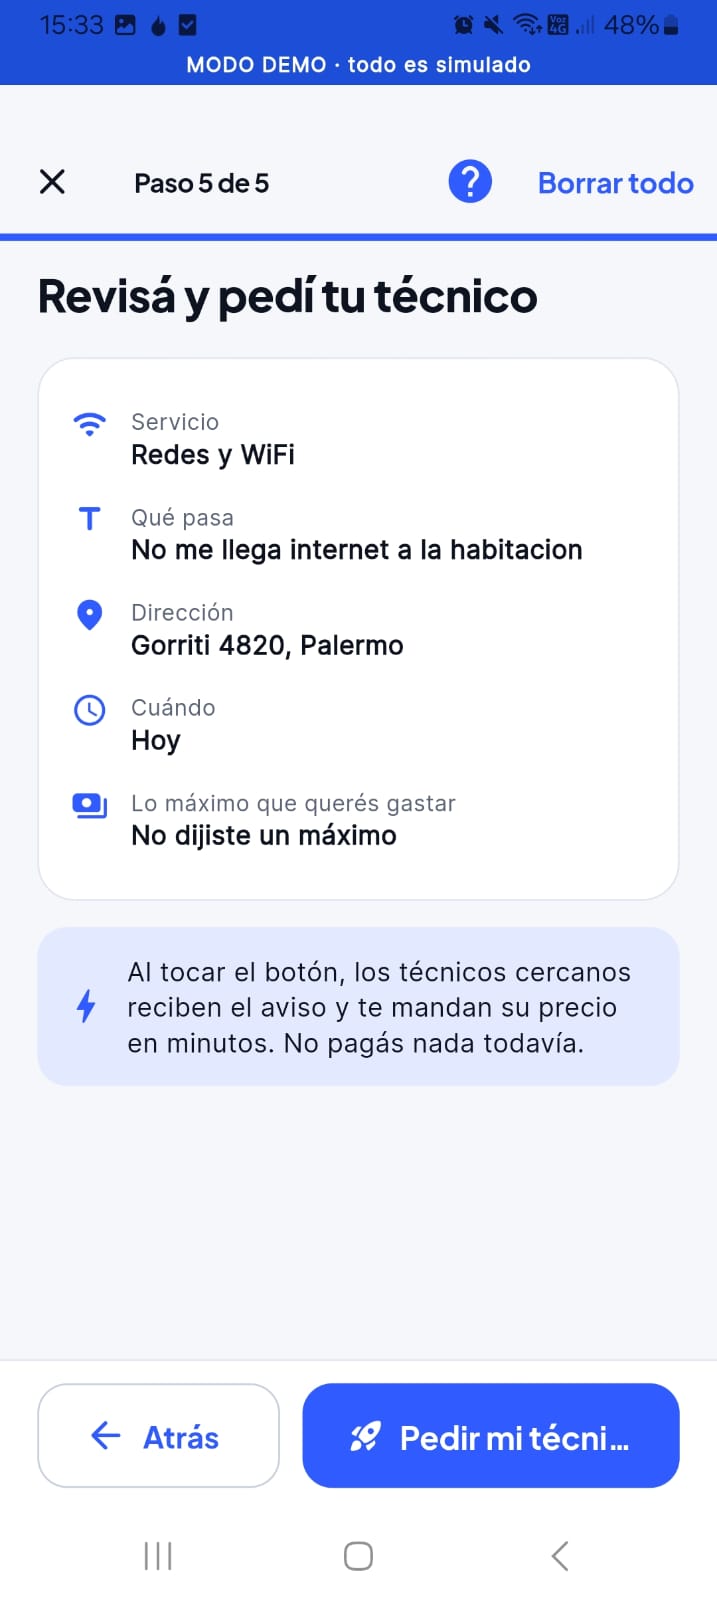 15:33
48%
MODO DEMO · todo es simulado
Paso 5 de 5
?
Borrar todo
Revisá y pedí tu técnico
Servicio
Redes y WiFi
T
Qué pasa
No me llega internet a la habitacion
Dirección
Gorriti 4820, Palermo
Cuándo
Hoy
Lo máximo que querés gastar
No dijiste un máximo
Al tocar el botón, los técnicos cercanos
reciben el aviso y te mandan su precio
en minutos. No pagás nada todavía.
Atrás
Pedir mi técni...